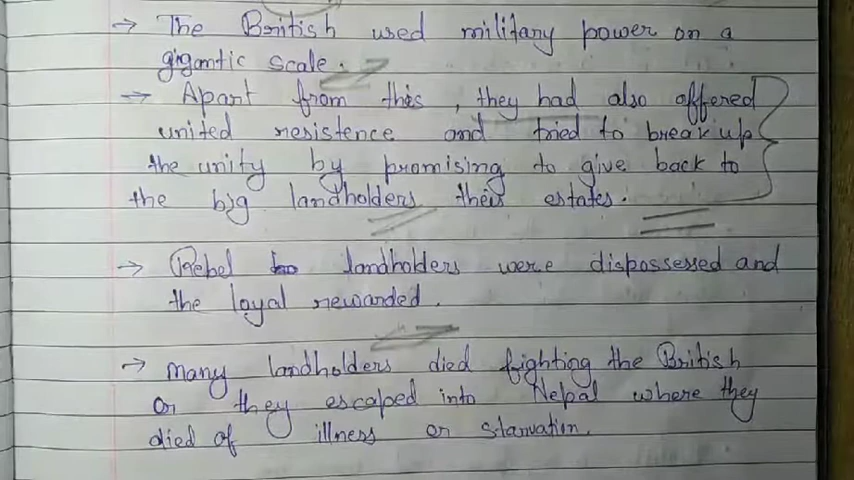 → The British used military power on a
gigantic scale.
→ Apart from this, they had also offered
united resistence and tried to break up
the unity by promising to give back to
the big landholders their estates.
→ Rebel landholders were dispossessed and
the loyal rewarded.
→ Many landholders died fighting the British
or they escaped into Nepal where they
died of illness or starvation.